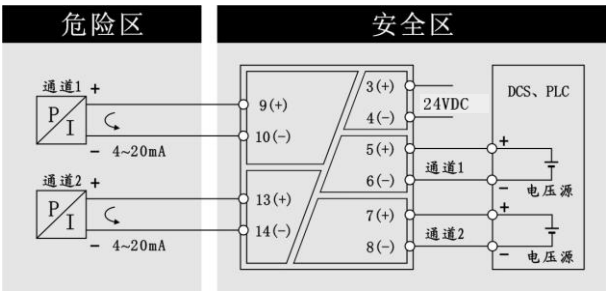 危险区
安全区
通道1 +
P/I
− 4~20mA
通道2 +
P/I
− 4~20mA
9(+)
10(−)
13(+)
14(−)
3(+)
4(−)
24VDC
5(+)
6(−)
通道1
7(+)
8(−)
通道2
DCS、PLC
+
−
电压源
+
−
电压源